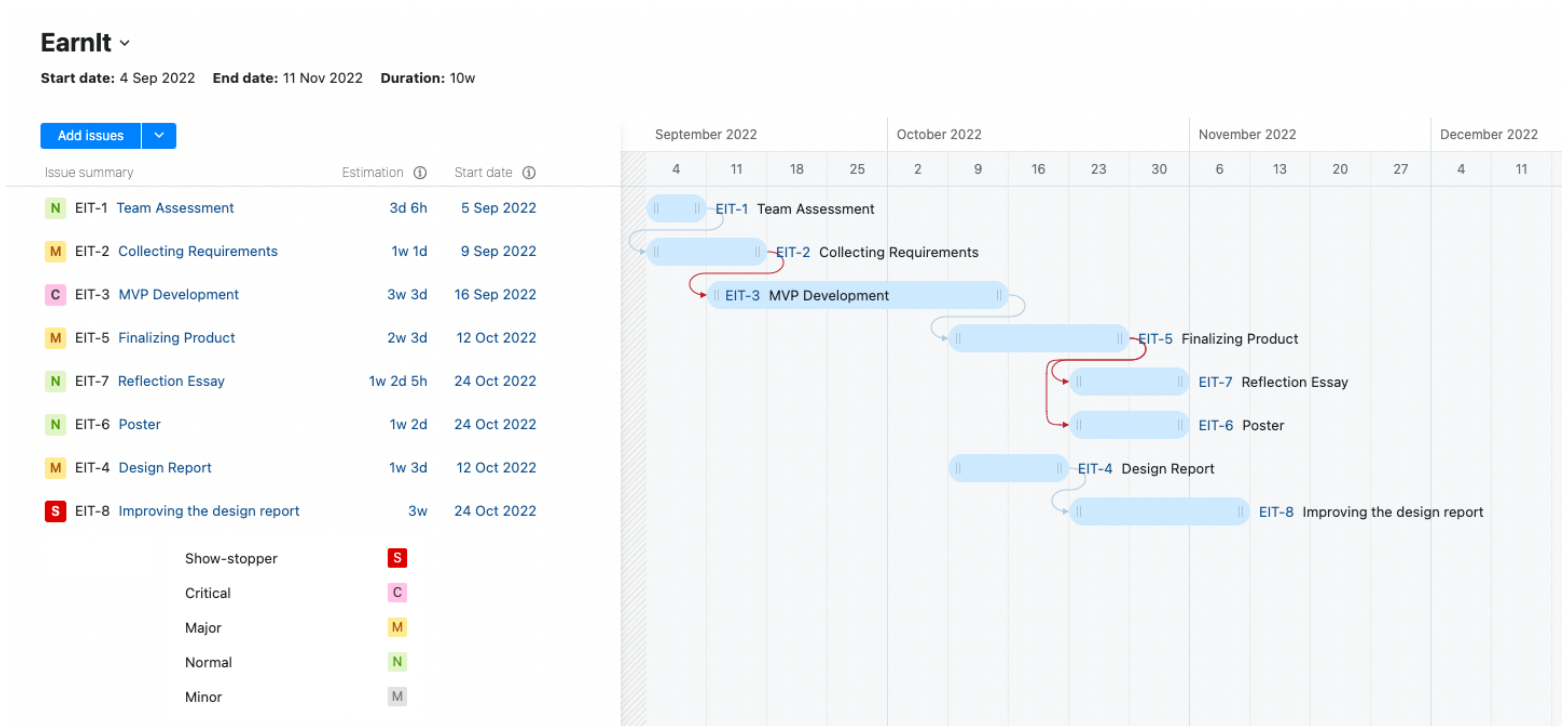 EarnIt
Start date: 4 Sep 2022 End date: 11 Nov 2022 Duration: 10w
Add issues
Issue summary Estimation Start date
September 2022 October 2022 November 2022 December 2022
4 11 18 25 2 9 16 23 30 6 13 20 27 4 11
N EIT-1 Team Assessment 3d 6h 5 Sep 2022 EIT-1 Team Assessment
M EIT-2 Collecting Requirements 1w 1d 9 Sep 2022 EIT-2 Collecting Requirements
C EIT-3 MVP Development 3w 3d 16 Sep 2022 EIT-3 MVP Development
M EIT-5 Finalizing Product 2w 3d 12 Oct 2022 EIT-5 Finalizing Product
N EIT-7 Reflection Essay 1w 2d 5h 24 Oct 2022 EIT-7 Reflection Essay
N EIT-6 Poster 1w 2d 24 Oct 2022 EIT-6 Poster
M EIT-4 Design Report 1w 3d 12 Oct 2022 EIT-4 Design Report
S EIT-8 Improving the design report 3w 24 Oct 2022 EIT-8 Improving the design report
Show-stopper S
Critical C
Major M
Normal N
Minor M